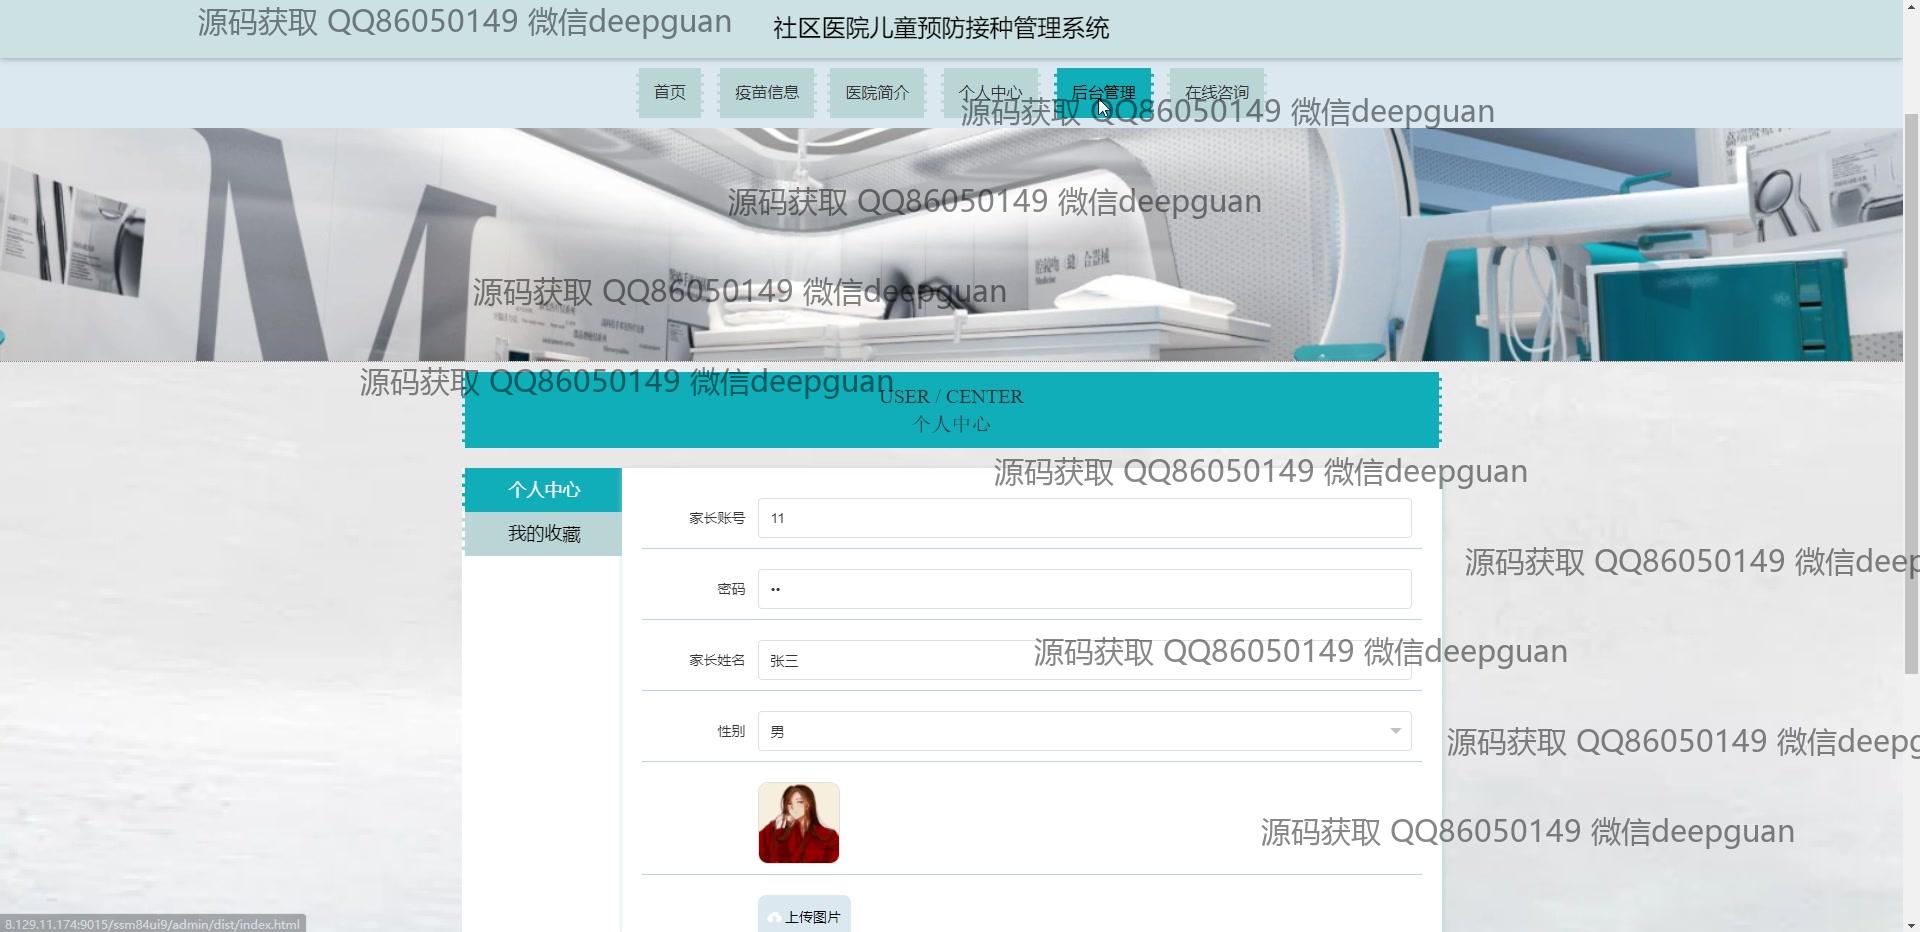 源码获取 QQ86050149 微信deepguan
社区医院儿童预防接种管理系统
首页
疫苗信息
医院简介
个人中心
后台管理
在线咨询
源码获取 QQ86050149 微信deepguan
源码获取 QQ86050149 微信deepguan
源码获取 QQ86050149 微信deepguan
源码获取 QQ86050149 微信deepguan
USER / CENTER
个人中心
源码获取 QQ86050149 微信deepguan
个人中心
我的收藏
家长账号 11
源码获取 QQ86050149 微信deep
密码 ••
家长姓名 张三
源码获取 QQ86050149 微信deepguan
性别 男
源码获取 QQ86050149 微信deepg
源码获取 QQ86050149 微信deepguan
上传图片
8.129.11.174:9015/ssm84ui9/admin/dist/index.html